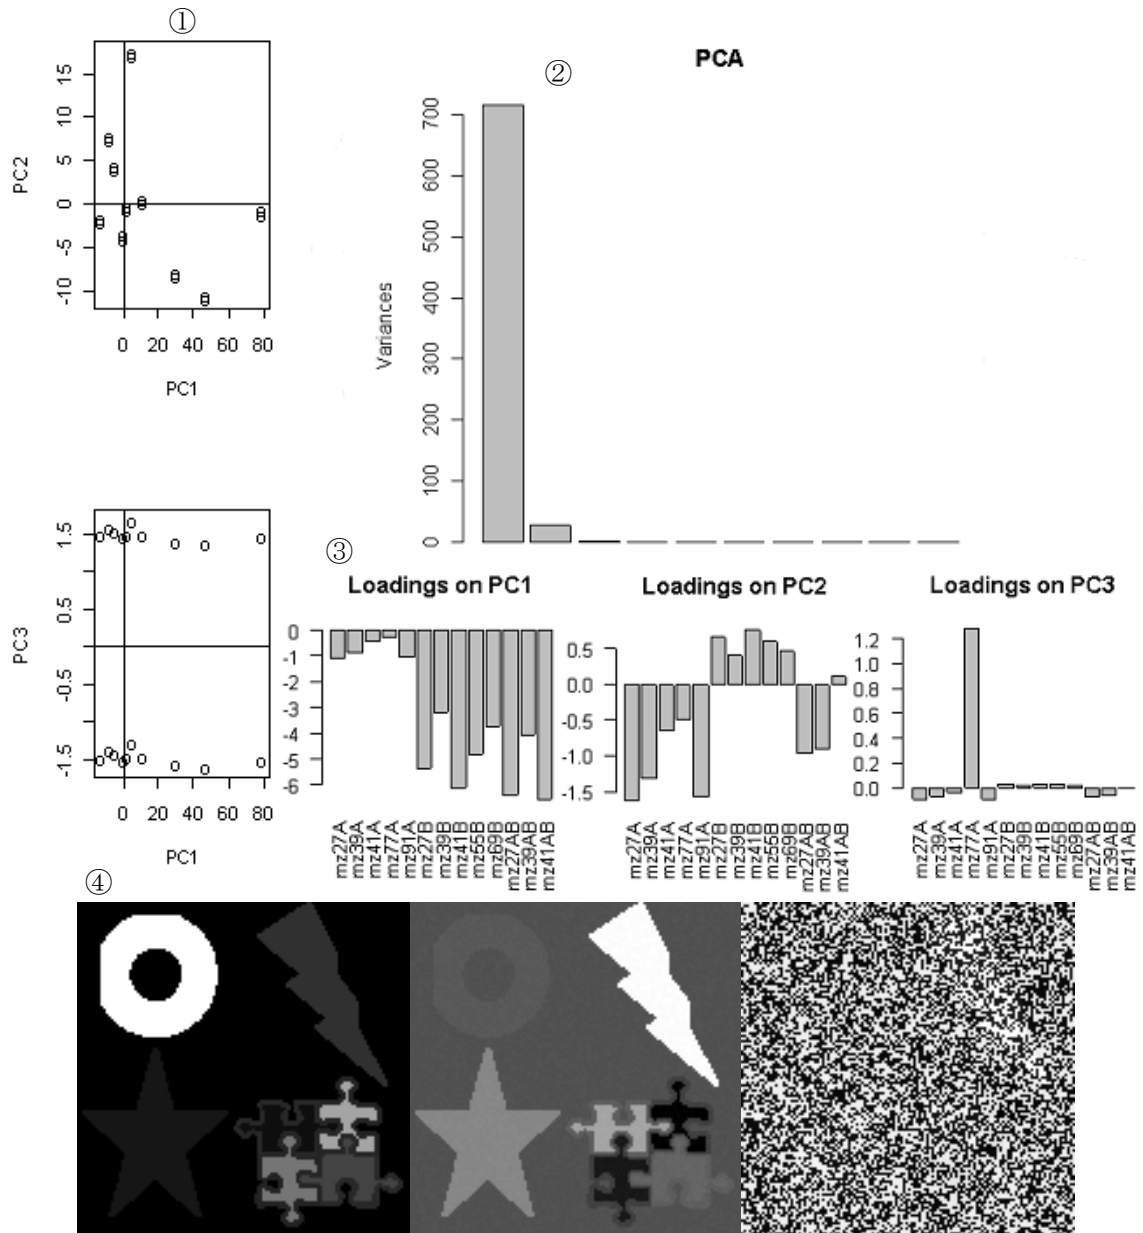 ①
15
10
5
0
-5
-10
PC2
0 20 40 60 80
PC1
② PCA
700
600
500
400
300
200
100
0
Variances
1.5
0.5
-0.5
-1.5
PC3
0 20 40 60 80
PC1
③
Loadings on PC1
0
-1
-2
-3
-4
-5
-6
mz27A
mz39A
mz41A
mz77A
mz91A
mz27B
mz39B
mz41B
mz55B
mz69B
mz27AB
mz39AB
mz41AB
Loadings on PC2
0.5
0.0
-0.5
-1.0
-1.5
mz27A
mz39A
mz41A
mz77A
mz91A
mz27B
mz39B
mz41B
mz55B
mz69B
mz27AB
mz39AB
mz41AB
Loadings on PC3
1.2
1.0
0.8
0.6
0.4
0.2
0.0
mz27A
mz39A
mz41A
mz77A
mz91A
mz27B
mz39B
mz41B
mz55B
mz69B
mz27AB
mz39AB
mz41AB
④